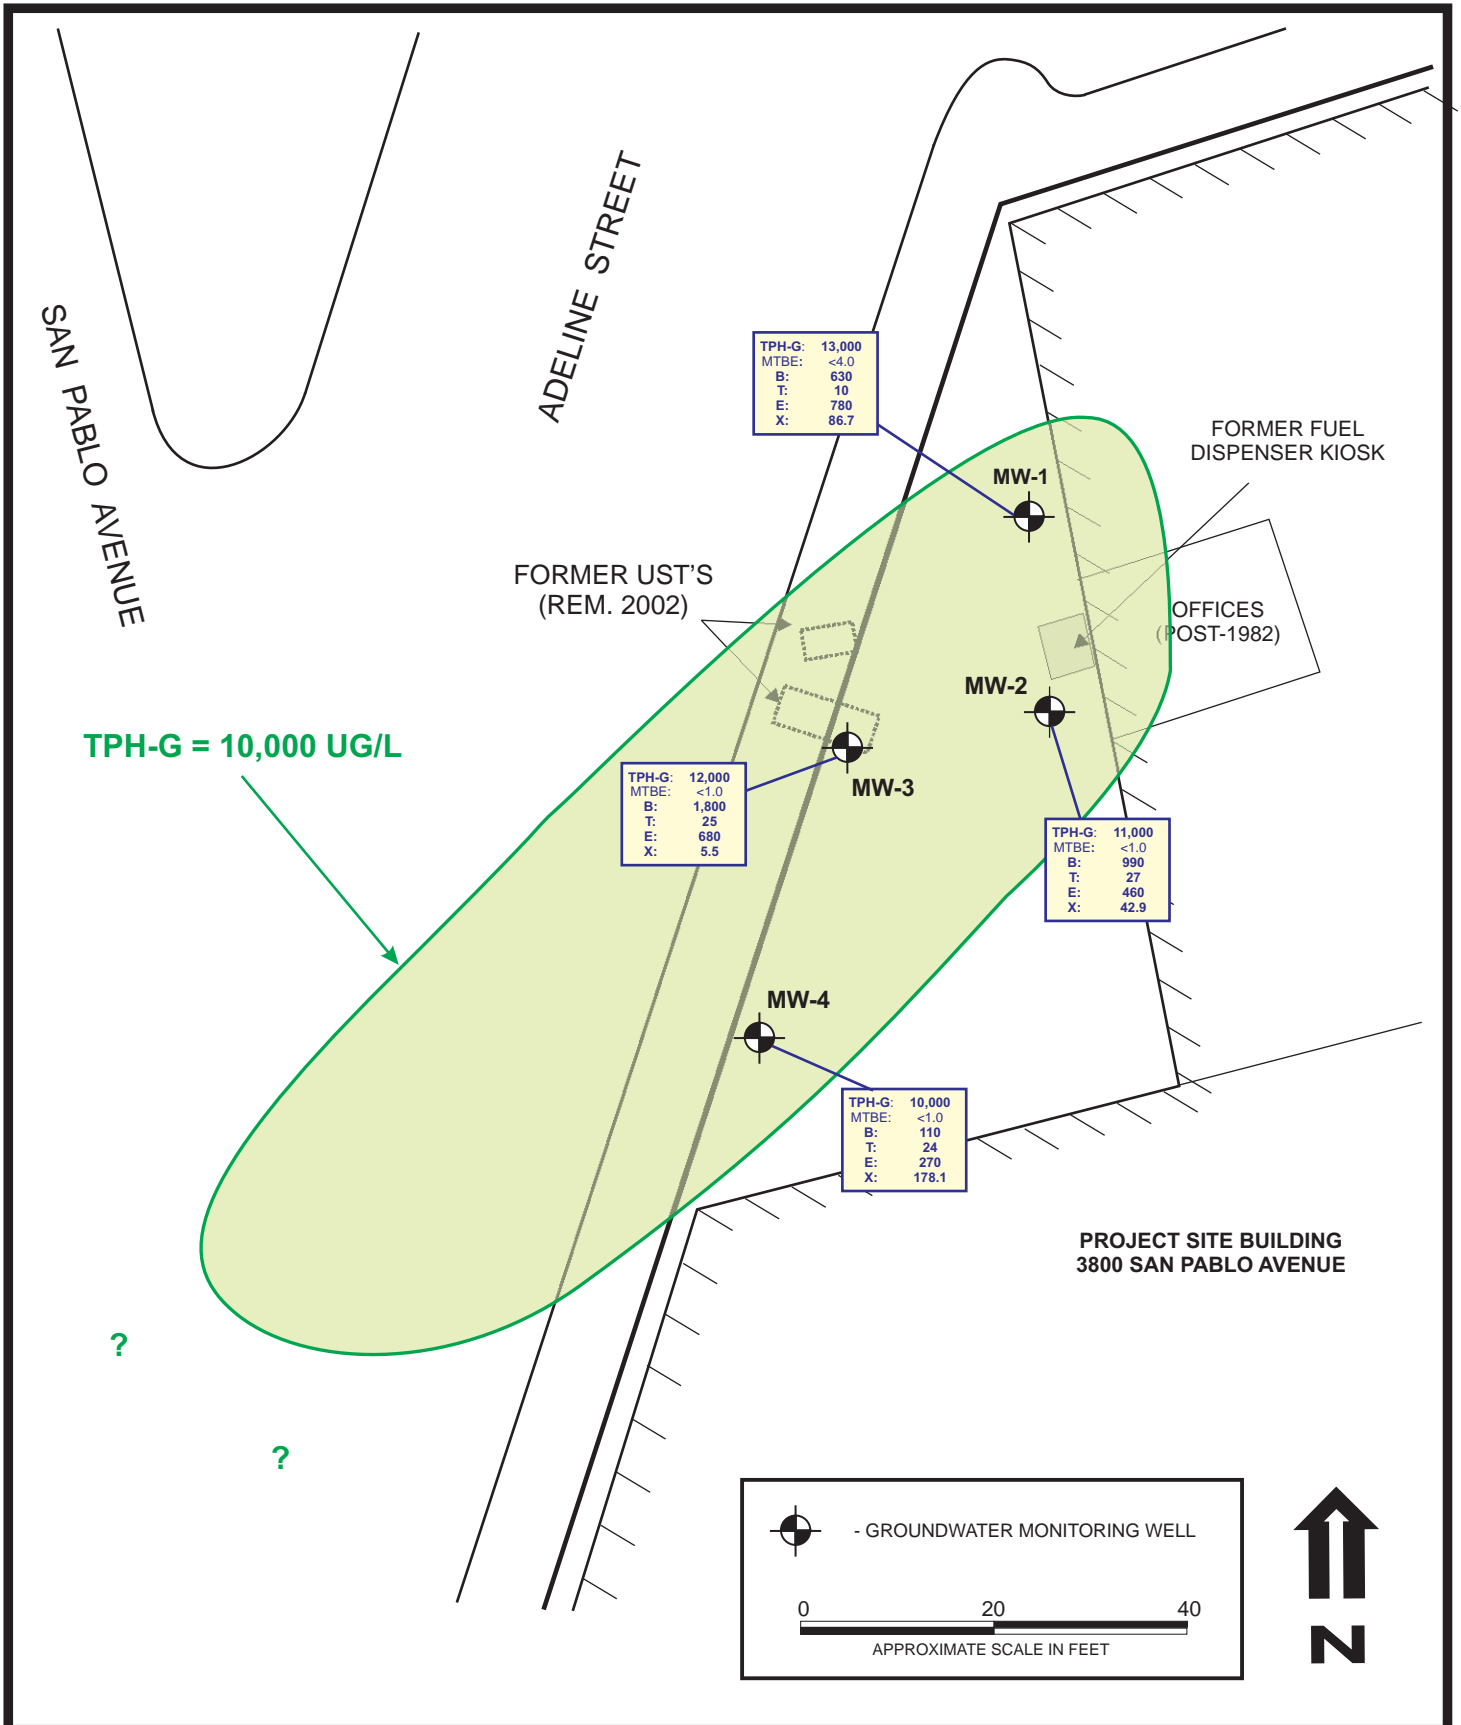 SAN PABLO AVENUE
ADELINE STREET
TPH-G: 13,000
MTBE: <4.0
B: 630
T: 10
E: 780
X: 86.7
FORMER FUEL
DISPENSER KIOSK
MW-1
FORMER UST'S
(REM. 2002)
OFFICES
(POST-1982)
MW-2
TPH-G = 10,000 UG/L
MW-3
TPH-G: 12,000
MTBE: <1.0
B: 1,800
T: 25
E: 680
X: 5.5
TPH-G: 11,000
MTBE: <1.0
B: 990
T: 27
E: 460
X: 42.9
MW-4
TPH-G: 10,000
MTBE: <1.0
B: 110
T: 24
E: 270
X: 178.1
PROJECT SITE BUILDING
3800 SAN PABLO AVENUE
?
?
- GROUNDWATER MONITORING WELL
0 20 40
APPROXIMATE SCALE IN FEET
N